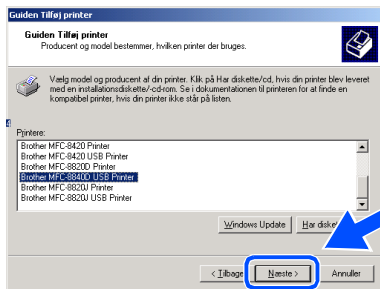 Guiden Tilføj printer
Guiden Tilføj printer
Producent og model bestemmer, hvilken printer der bruges.
Vælg model og producent af din printer. Klik på Har diskette/cd, hvis din printer blev leveret
med en installationsdiskette/-cd-rom. Se i dokumentationen til printeren for at finde en
kompatibel printer, hvis din printer ikke står på listen.
4
Printere:
Brother MFC-8420 Printer
Brother MFC-8420 USB Printer
Brother MFC-8820D Printer
Brother MFC-8840D USB Printer
Brother MFC-8820J Printer
Brother MFC-8820J USB Printer
Windows Update Har disket
< Tilbage Næste > Annuller